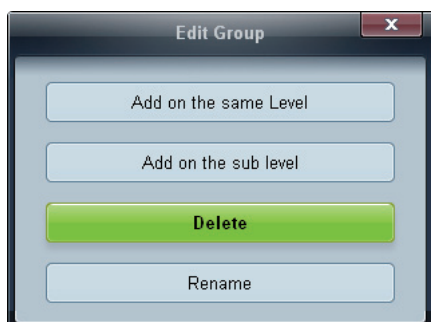 Edit Group
x
Add on the same Level
Add on the sub level
Delete
Rename